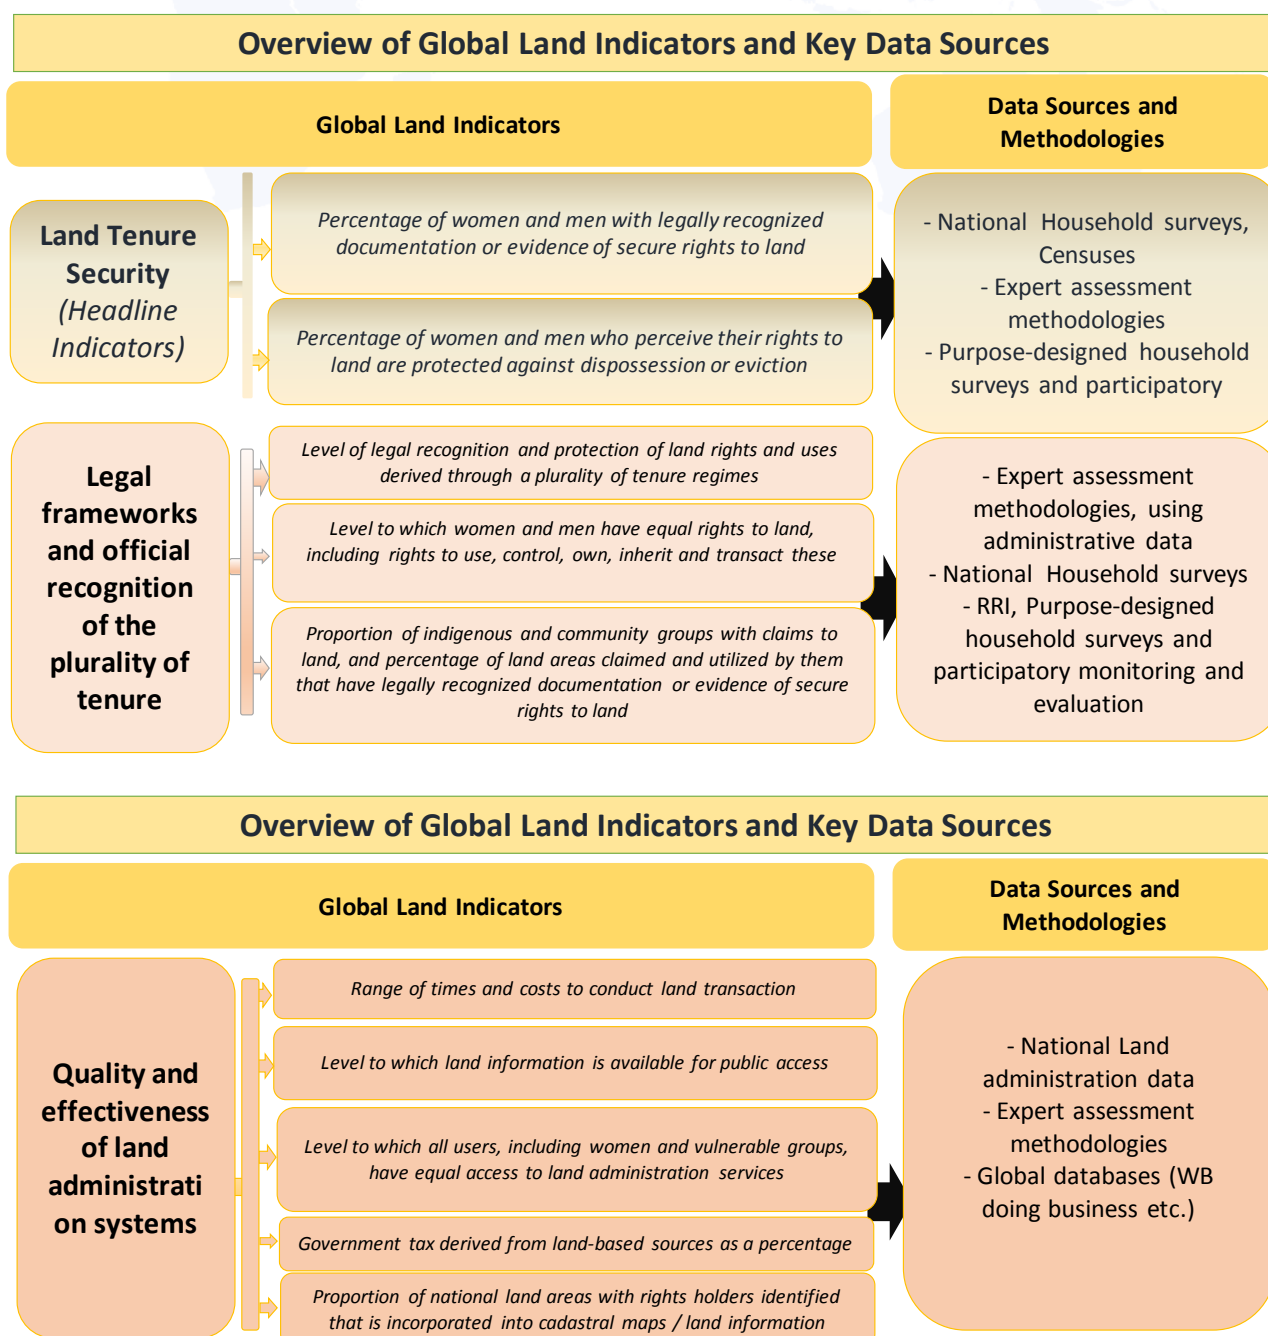 Overview of Global Land Indicators and Key Data Sources
Global Land Indicators
Data Sources and
Methodologies
Land Tenure
Security
(Headline
Indicators)
Percentage of women and men with legally recognized
documentation or evidence of secure rights to land
Percentage of women and men who perceive their rights to
land are protected against dispossession or eviction
- National Household surveys,
Censuses
- Expert assessment
methodologies
- Purpose-designed household
surveys and participatory
Legal
frameworks
and official
recognition
of the
plurality of
tenure
Level of legal recognition and protection of land rights and uses
derived through a plurality of tenure regimes
Level to which women and men have equal rights to land,
including rights to use, control, own, inherit and transact these
Proportion of indigenous and community groups with claims to
land, and percentage of land areas claimed and utilized by them
that have legally recognized documentation or evidence of secure
rights to land
- Expert assessment
methodologies, using
administrative data
- National Household surveys
- RRI, Purpose-designed
household surveys and
participatory monitoring and
evaluation
Overview of Global Land Indicators and Key Data Sources
Global Land Indicators
Data Sources and
Methodologies
Quality and
effectiveness
of land
administrati
on systems
Range of times and costs to conduct land transaction
Level to which land information is available for public access
Level to which all users, including women and vulnerable groups,
have equal access to land administration services
Government tax derived from land-based sources as a percentage
Proportion of national land areas with rights holders identified
that is incorporated into cadastral maps / land information
- National Land
administration data
- Expert assessment
methodologies
- Global databases (WB
doing business etc.)